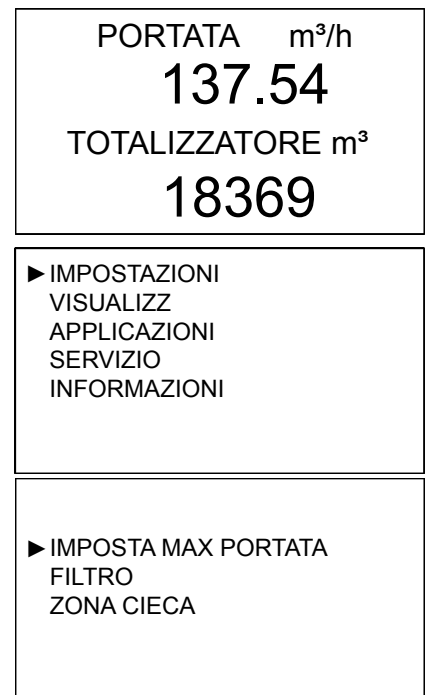 PORTATA m³/h
137.54
TOTALIZZATORE m³
18369
►IMPOSTAZIONI
VISUALIZZ
APPLICAZIONI
SERVIZIO
INFORMAZIONI
►IMPOSTA MAX PORTATA
FILTRO
ZONA CIECA